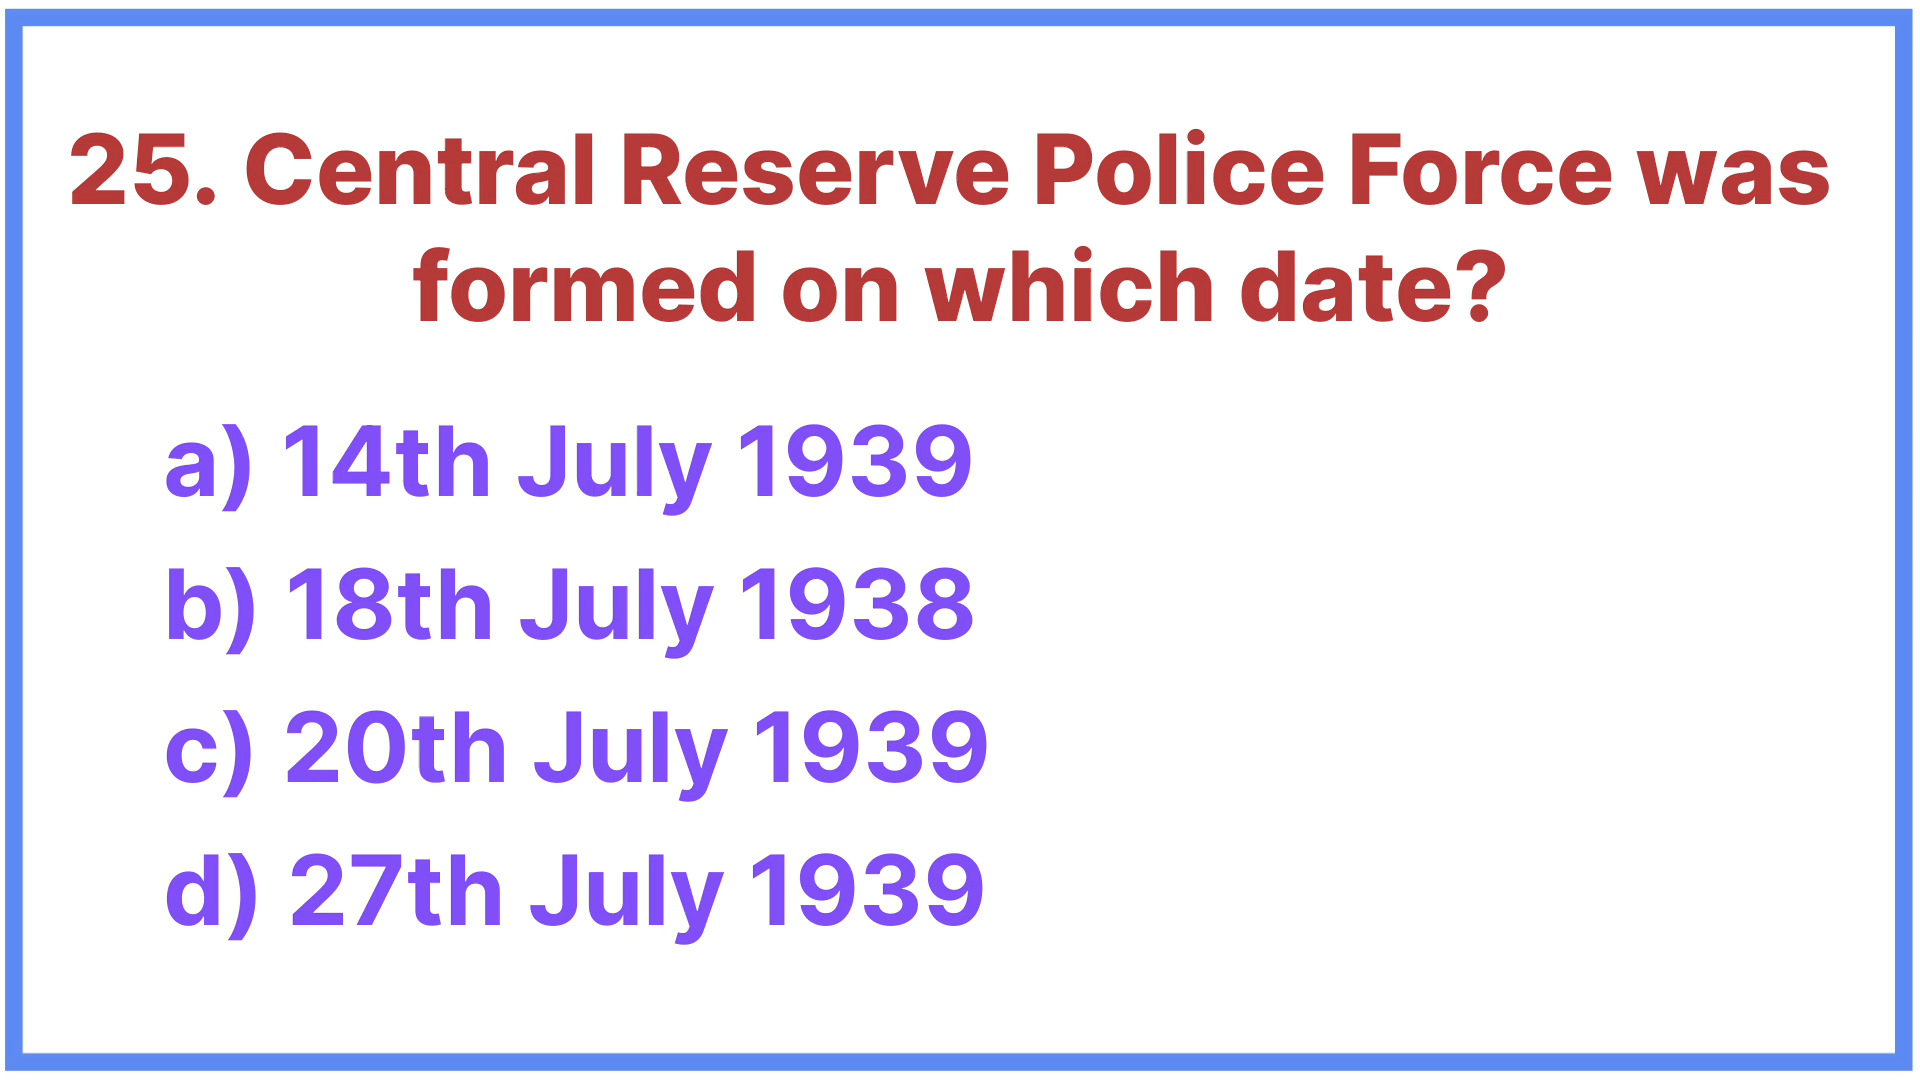 25. Central Reserve Police Force was
formed on which date?
a) 14th July 1939
b) 18th July 1938
c) 20th July 1939
d) 27th July 1939